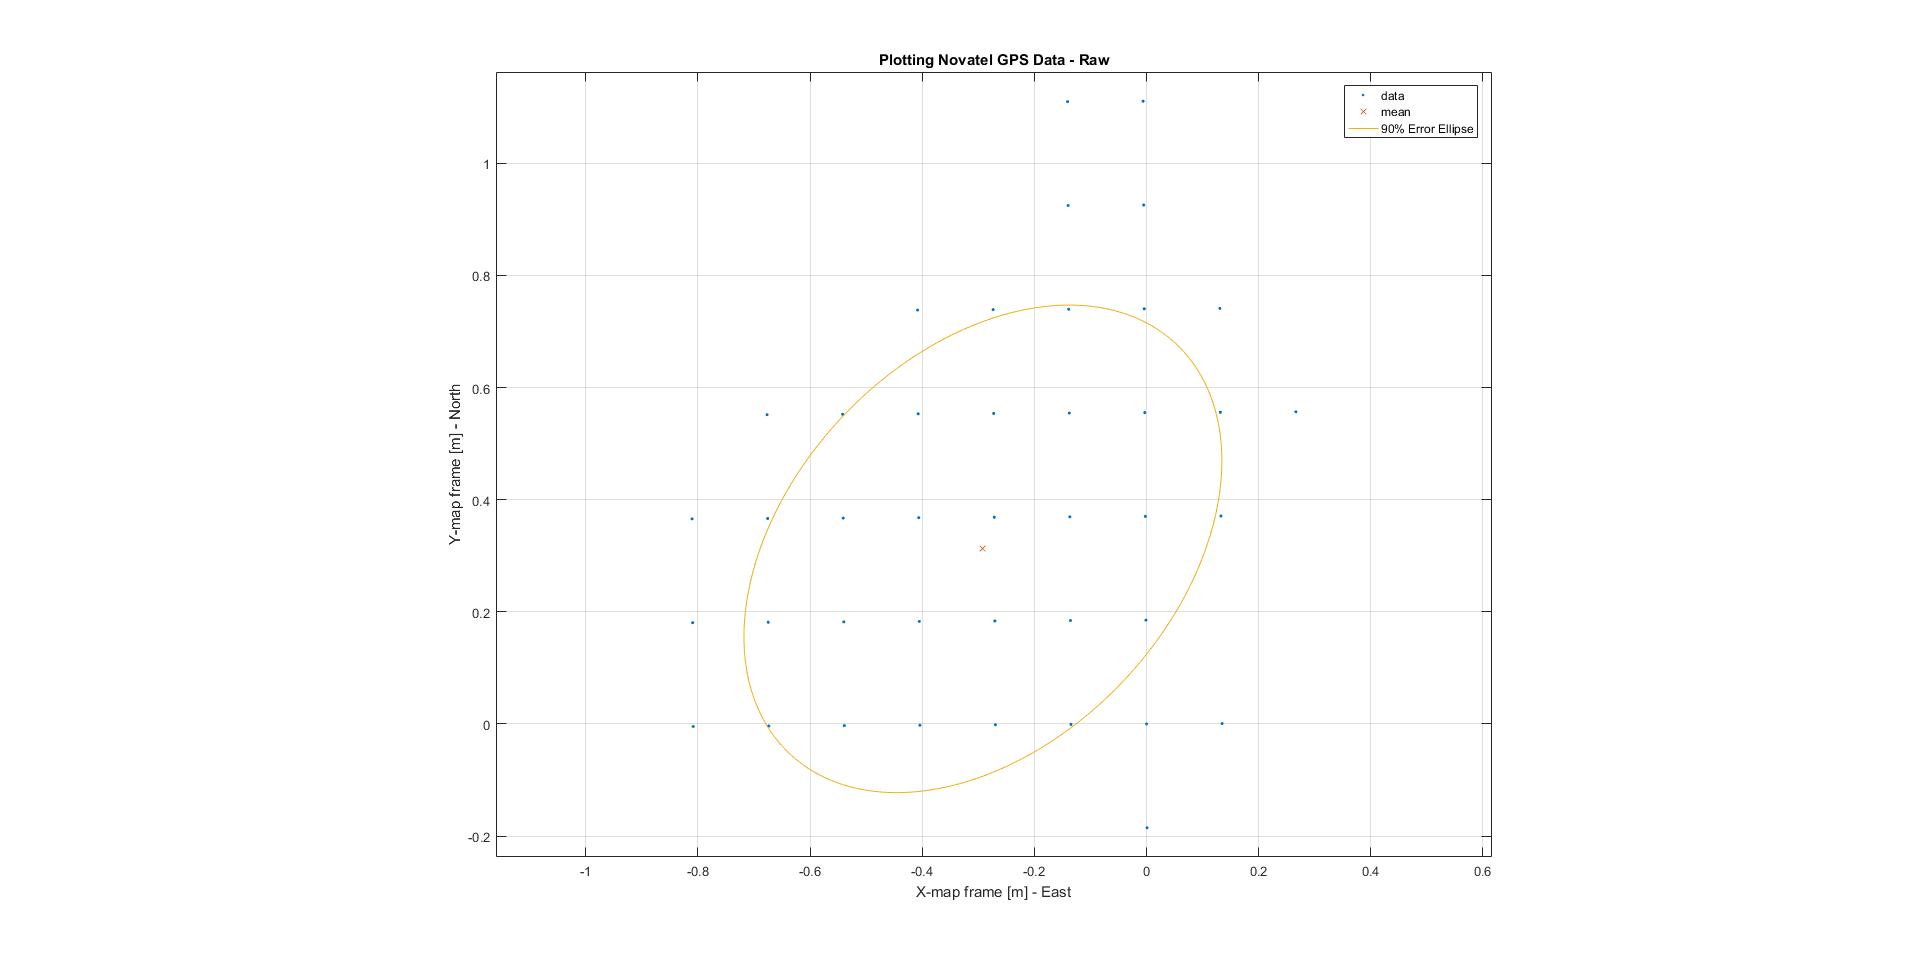 Plotting Novatel GPS Data - Raw
data
mean
90% Error Ellipse
Y-map frame [m] - North
1
0.8
0.6
0.4
0.2
0
-0.2
-1
-0.8
-0.6
-0.4
-0.2
0
0.2
0.4
0.6
X-map frame [m] - East